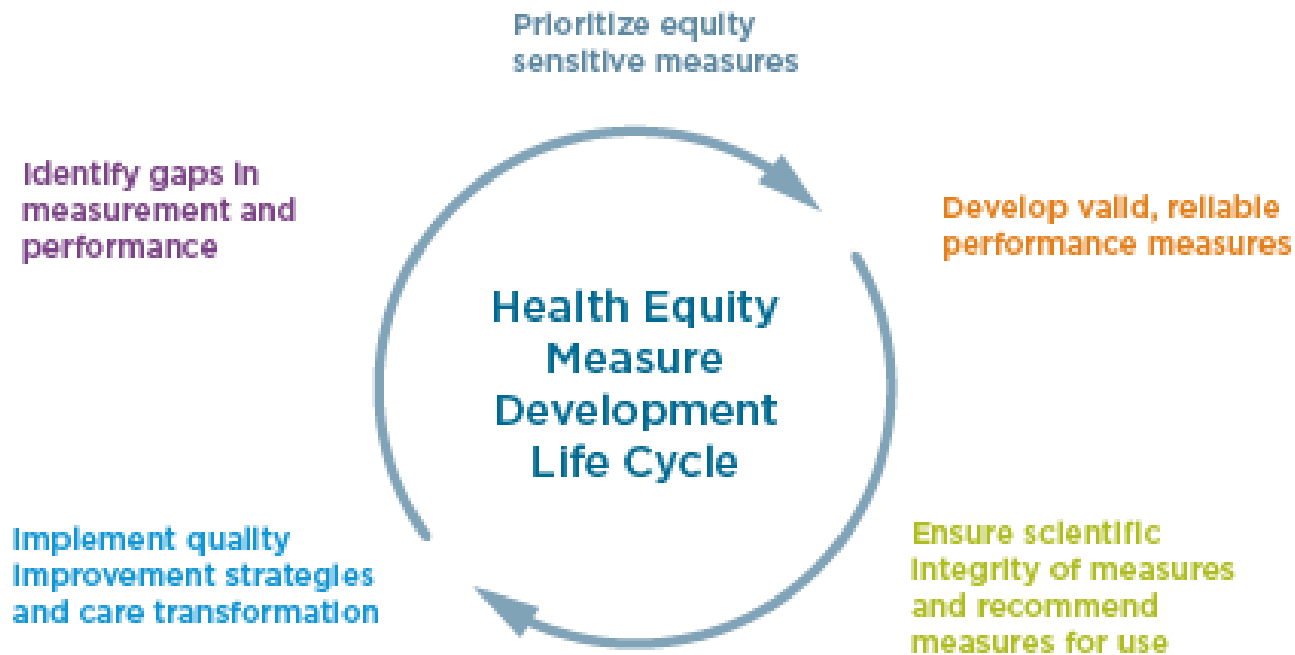 Prioritize equity
sensitive measures
Identify gaps in
measurement and
performance
Develop valid, reliable
performance measures
Health Equity
Measure
Development
Life Cycle
Implement quality
improvement strategies
and care transformation
Ensure scientific
integrity of measures
and recommend
measures for use